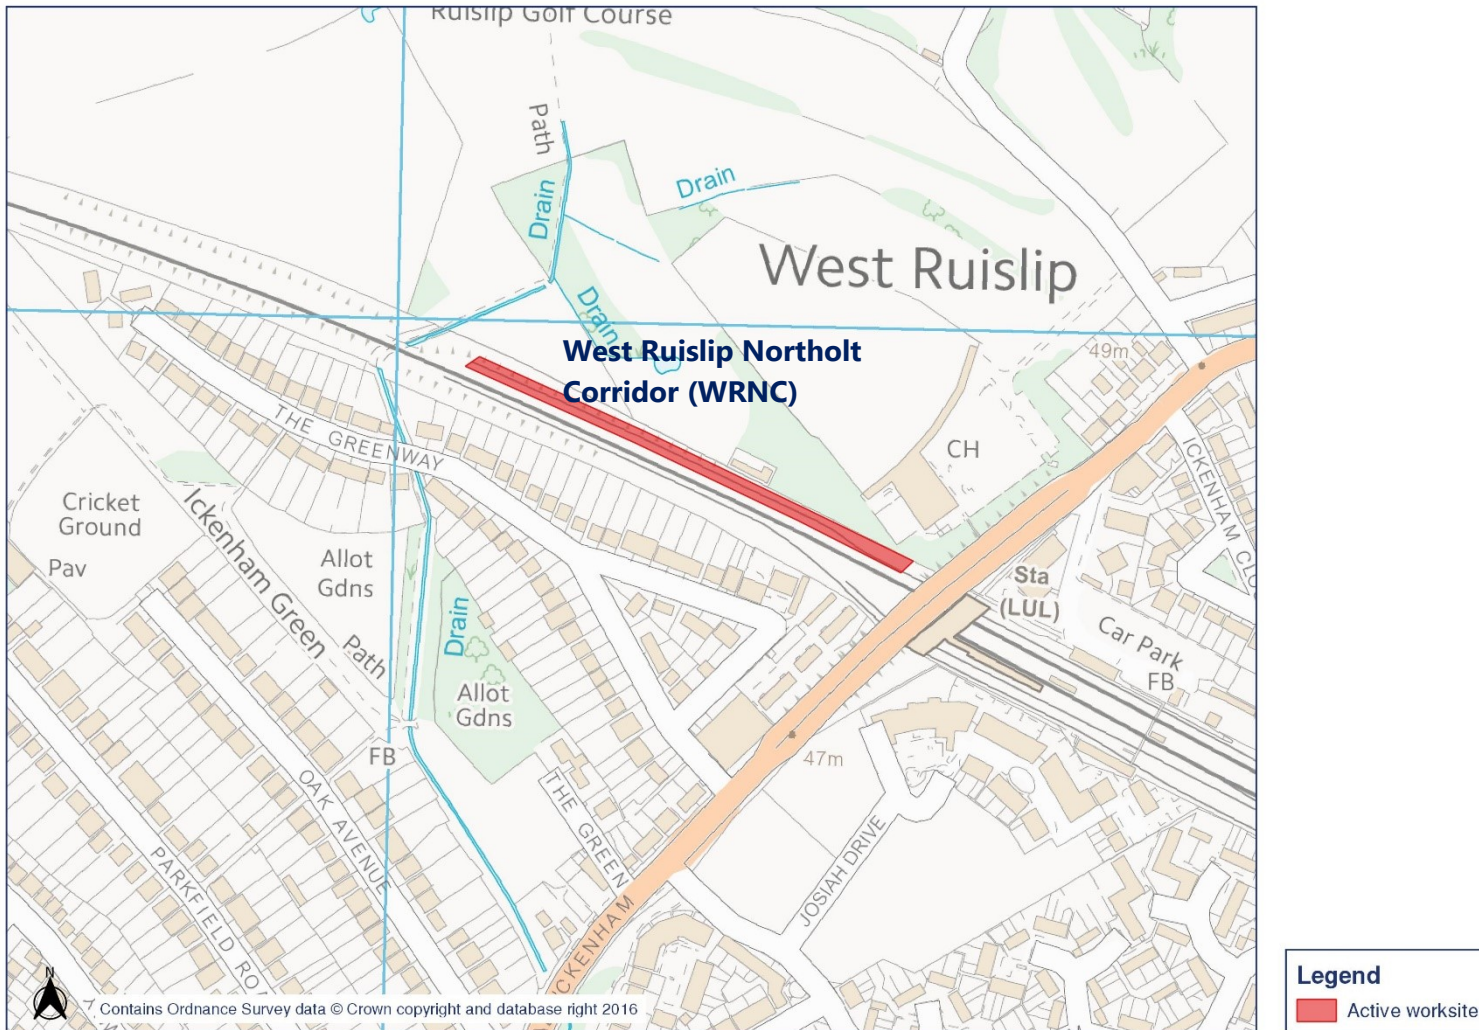 Ruislip Golf Course
Path
Drain
Drain
Drain
West Ruislip
West Ruislip Northolt
Corridor (WRNC)
49m
THE GREENWAY
CH
ICKENHAM CLO
Cricket
Ground
Pav
Ickenham Green
Allot
Gdns
Path
Drain
Allot
Gdns
Sta
(LUL)
Car Park
FB
FB
47m
OAK AVENUE
THE GREEN
JOSIAH DRIVE
PARKFIELD ROA
ICKENHAM
N
Contains Ordnance Survey data © Crown copyright and database right 2016
Legend
Active worksite